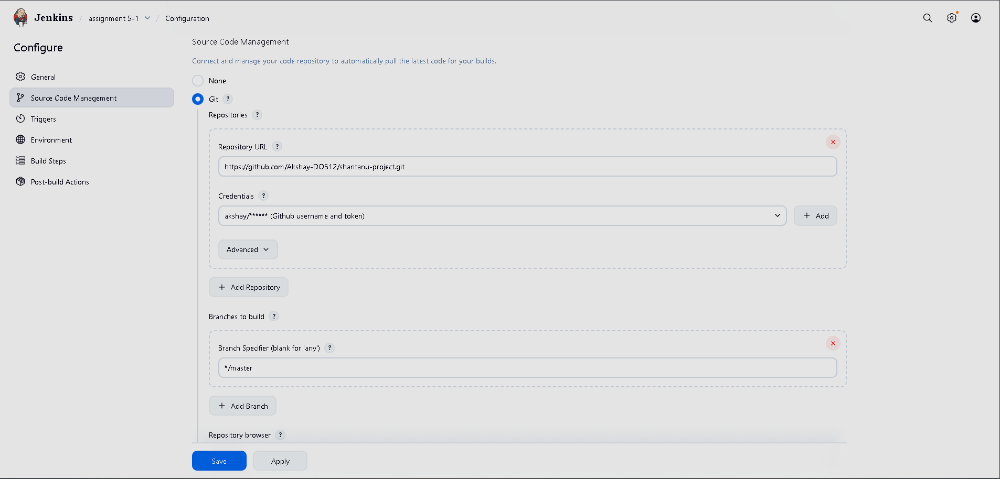 Jenkins / assignment 5-1 / Configuration
Configure
General
Source Code Management
Triggers
Environment
Build Steps
Post-build Actions
Source Code Management
Connect and manage your code repository to automatically pull the latest code for your builds.
None
Git ?
Repositories ?
Repository URL ?
https://github.com/Akshay-DO512/shantanu-project.git
Credentials ?
akshay/****** (Github username and token)
+ Add
Advanced
+ Add Repository
Branches to build ?
Branch Specifier (blank for 'any') ?
*/master
+ Add Branch
Repository browser ?
Save Apply